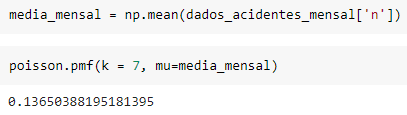 media_mensal = np.mean(dados_acidentes_mensal['n'])
poisson.pmf(k = 7, mu=media_mensal)
0.13650388195181395